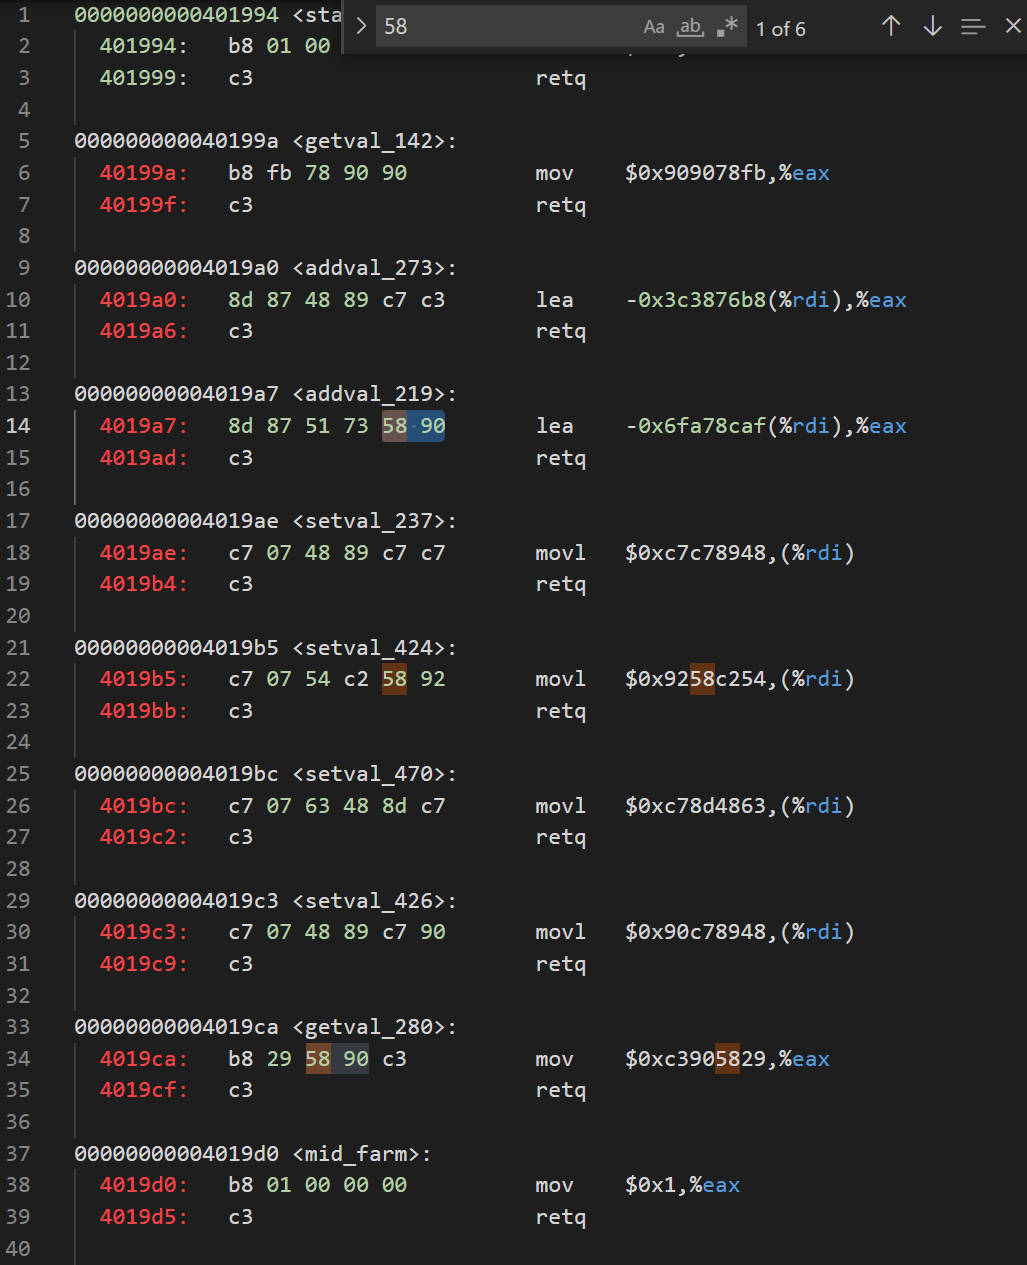 58 Aa ab .* 1 of 6
1 0000000000401994 <sta
2 401994: b8 01 00
3 401999: c3 retq
4
5 000000000040199a <getval_142>:
6 40199a: b8 fb 78 90 90 mov $0x909078fb,%eax
7 40199f: c3 retq
8
9 00000000004019a0 <addval_273>:
10 4019a0: 8d 87 48 89 c7 c3 lea -0x3c3876b8(%rdi),%eax
11 4019a6: c3 retq
12
13 00000000004019a7 <addval_219>:
14 4019a7: 8d 87 51 73 58 90 lea -0x6fa78caf(%rdi),%eax
15 4019ad: c3 retq
16
17 00000000004019ae <setval_237>:
18 4019ae: c7 07 48 89 c7 c7 movl $0xc7c78948,(%rdi)
19 4019b4: c3 retq
20
21 00000000004019b5 <setval_424>:
22 4019b5: c7 07 54 c2 58 92 movl $0x9258c254,(%rdi)
23 4019bb: c3 retq
24
25 00000000004019bc <setval_470>:
26 4019bc: c7 07 63 48 8d c7 movl $0xc78d4863,(%rdi)
27 4019c2: c3 retq
28
29 00000000004019c3 <setval_426>:
30 4019c3: c7 07 48 89 c7 90 movl $0x90c78948,(%rdi)
31 4019c9: c3 retq
32
33 00000000004019ca <getval_280>:
34 4019ca: b8 29 58 90 c3 mov $0xc3905829,%eax
35 4019cf: c3 retq
36
37 00000000004019d0 <mid_farm>:
38 4019d0: b8 01 00 00 00 mov $0x1,%eax
39 4019d5: c3 retq
40